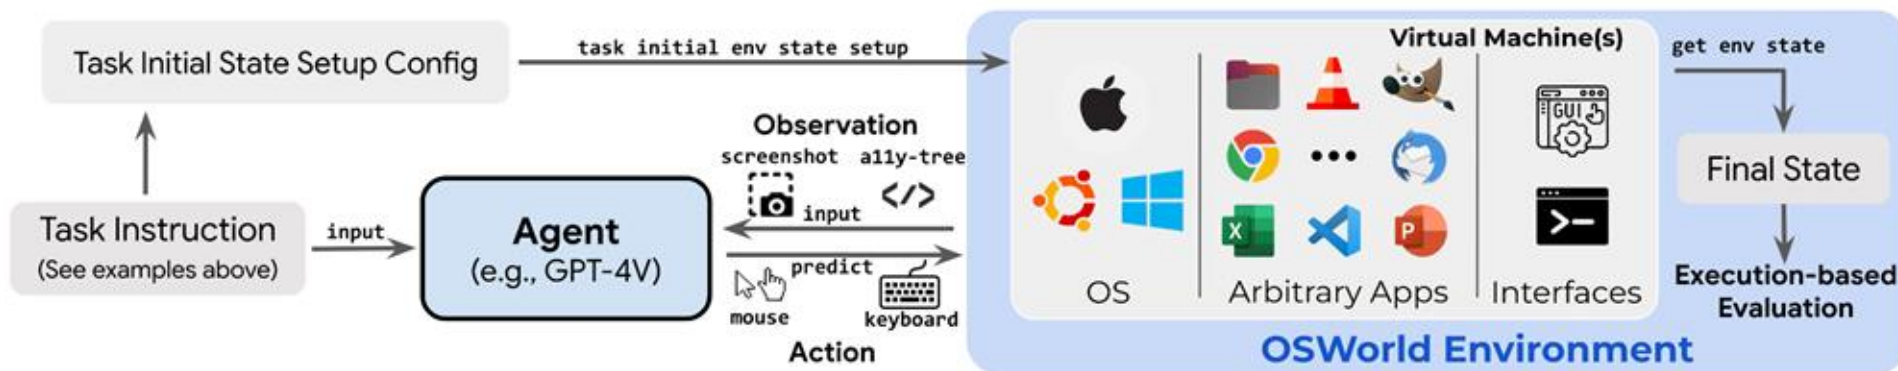 Task Initial State Setup Config
task initial env state setup
Virtual Machine(s)
get env state
Observation
screenshot a11y-tree
GUI
Final State
Task Instruction
(See examples above)
input
Agent
(e.g., GPT-4V)
input
predict
mouse
keyboard
Action
X
P
OS
Arbitrary Apps
Interfaces
Execution-based
Evaluation
OSWorld Environment